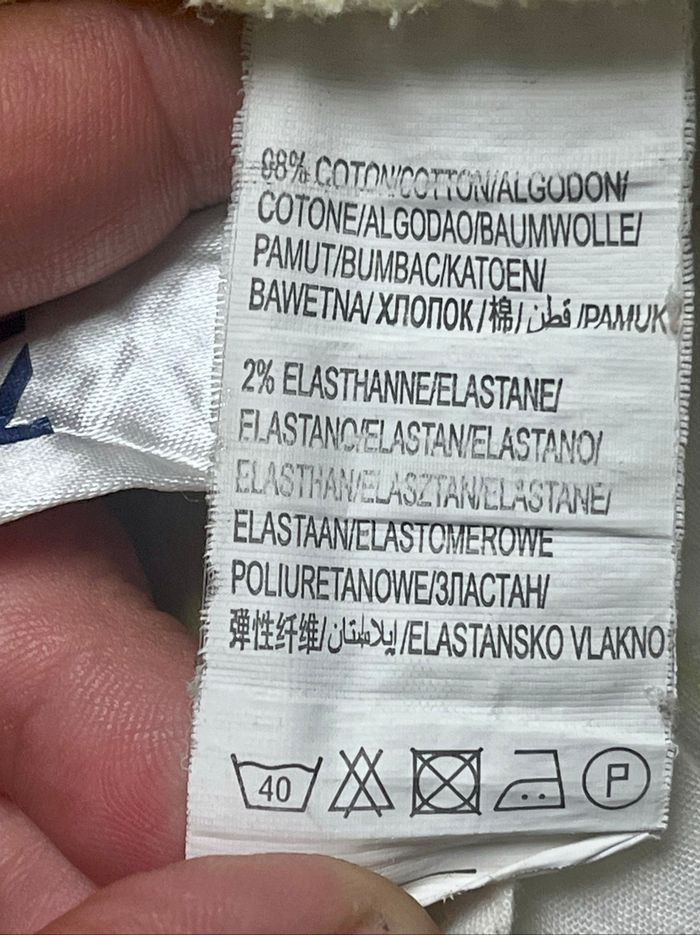 98% COTON/COTTON/ALGODON/
COTONE/ALGODAO/BAUMWOLLE/
PAMUT/BUMBAC/KATOEN/
BAWETNA/ХЛОПОК/棉/قطن/PAMUK
2% ELASTHANNE/ELASTANE/
ELASTANO/ELASTAN/ELASTANO/
ELASTHAN/ELASZTAN/ELASTANE/
ELASTAAN/ELASTOMEROWE
POLIURETANOWE/ЗЛАСТАН/
弹性纤维/إيلاستان/ELASTANSKO VLAKNO
40 P